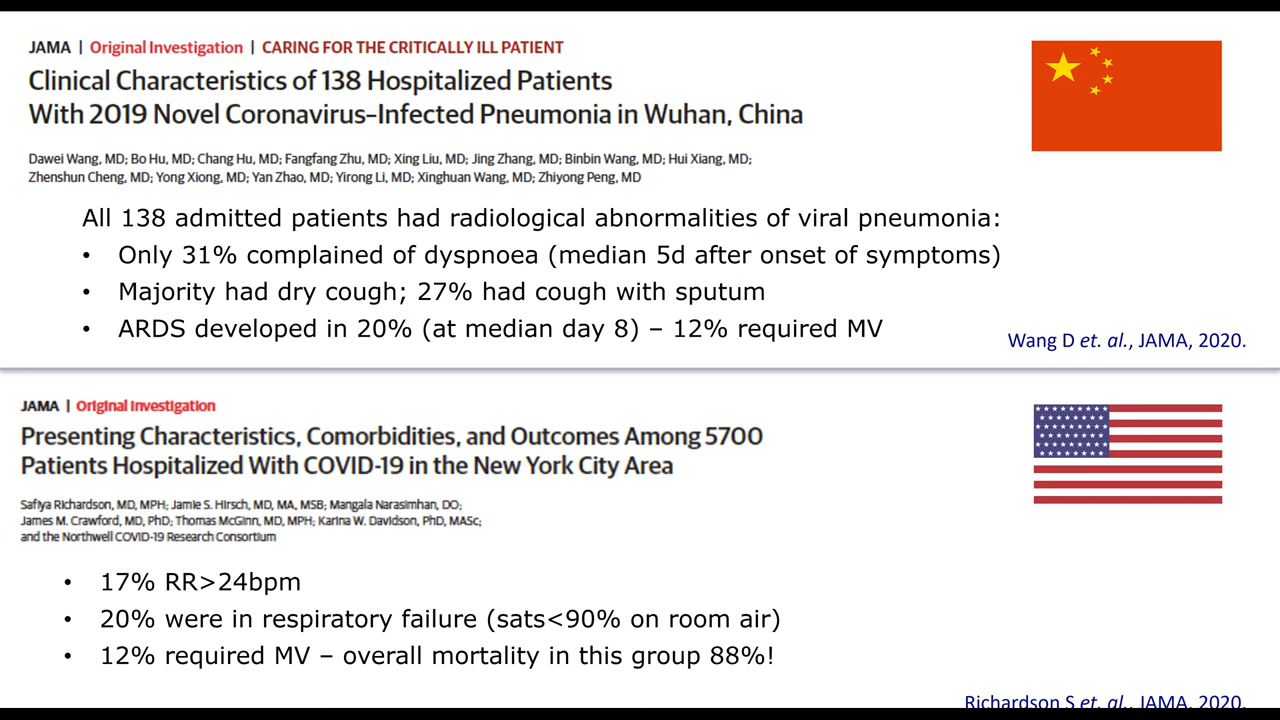 JAMA | Original Investigation | CARING FOR THE CRITICALLY ILL PATIENT
Clinical Characteristics of 138 Hospitalized Patients
With 2019 Novel Coronavirus–Infected Pneumonia in Wuhan, China
Dawei Wang, MD; Bo Hu, MD; Chang Hu, MD; Fangfang Zhu, MD; Xing Liu, MD; Jing Zhang, MD; Binbin Wang, MD; Hui Xiang, MD;
Zhenshun Cheng, MD; Yong Xiong, MD; Yan Zhao, MD; Yirong Li, MD; Xinghuan Wang, MD; Zhiyong Peng, MD
All 138 admitted patients had radiological abnormalities of viral pneumonia:
• Only 31% complained of dyspnoea (median 5d after onset of symptoms)
• Majority had dry cough; 27% had cough with sputum
• ARDS developed in 20% (at median day 8) – 12% required MV
Wang D et. al., JAMA, 2020.
JAMA | Original Investigation
Presenting Characteristics, Comorbidities, and Outcomes Among 5700
Patients Hospitalized With COVID-19 in the New York City Area
Safiya Richardson, MD, MPH; Jamie S. Hirsch, MD, MA, MSB; Mangala Narasimhan, DO;
James M. Crawford, MD, PhD; Thomas McGinn, MD, MPH; Karina W. Davidson, PhD, MASc;
and the Northwell COVID-19 Research Consortium
• 17% RR>24bpm
• 20% were in respiratory failure (sats<90% on room air)
• 12% required MV – overall mortality in this group 88%!
Richardson S et. al., JAMA, 2020.